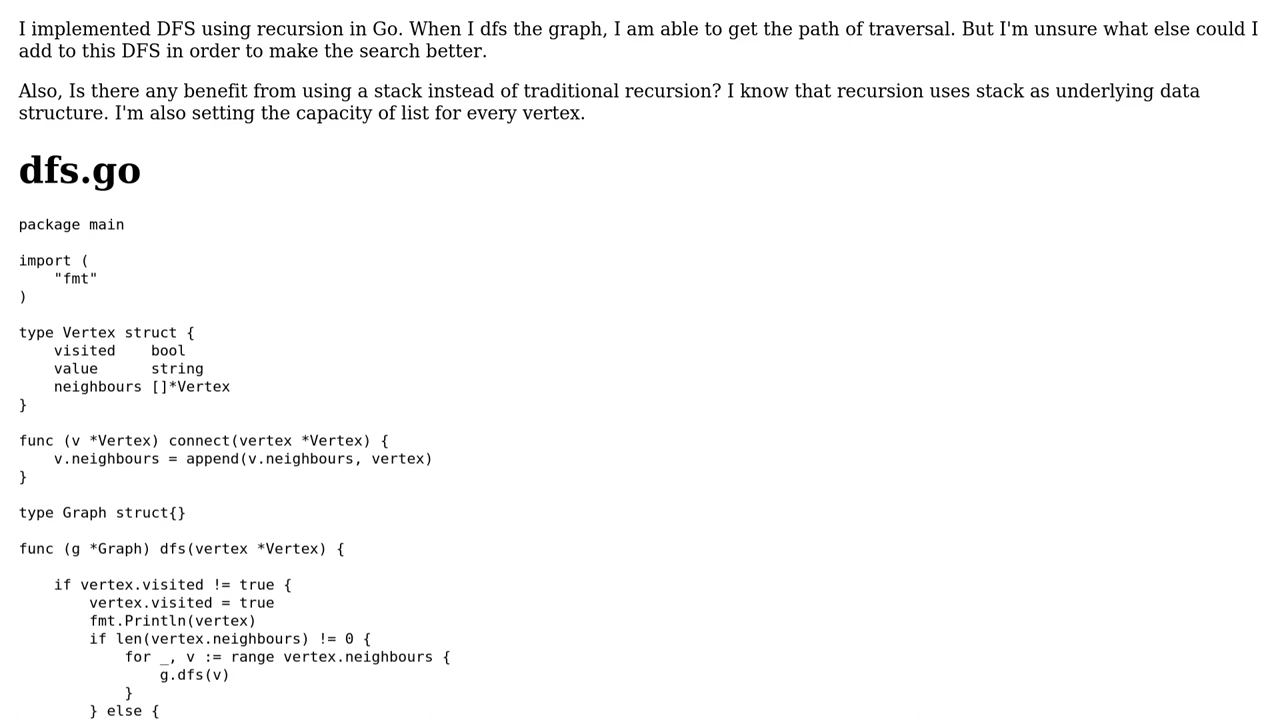 I implemented DFS using recursion in Go. When I dfs the graph, I am able to get the path of traversal. But I'm unsure what else could I
add to this DFS in order to make the search better.
Also, Is there any benefit from using a stack instead of traditional recursion? I know that recursion uses stack as underlying data
structure. I'm also setting the capacity of list for every vertex.
dfs.go
package main
import (
    "fmt"
)
type Vertex struct {
    visited    bool
    value      string
    neighbours []*Vertex
}
func (v *Vertex) connect(vertex *Vertex) {
    v.neighbours = append(v.neighbours, vertex)
}
type Graph struct{}
func (g *Graph) dfs(vertex *Vertex) {
    if vertex.visited != true {
        vertex.visited = true
        fmt.Println(vertex)
        if len(vertex.neighbours) != 0 {
            for _, v := range vertex.neighbours {
                g.dfs(v)
            }
        } else {